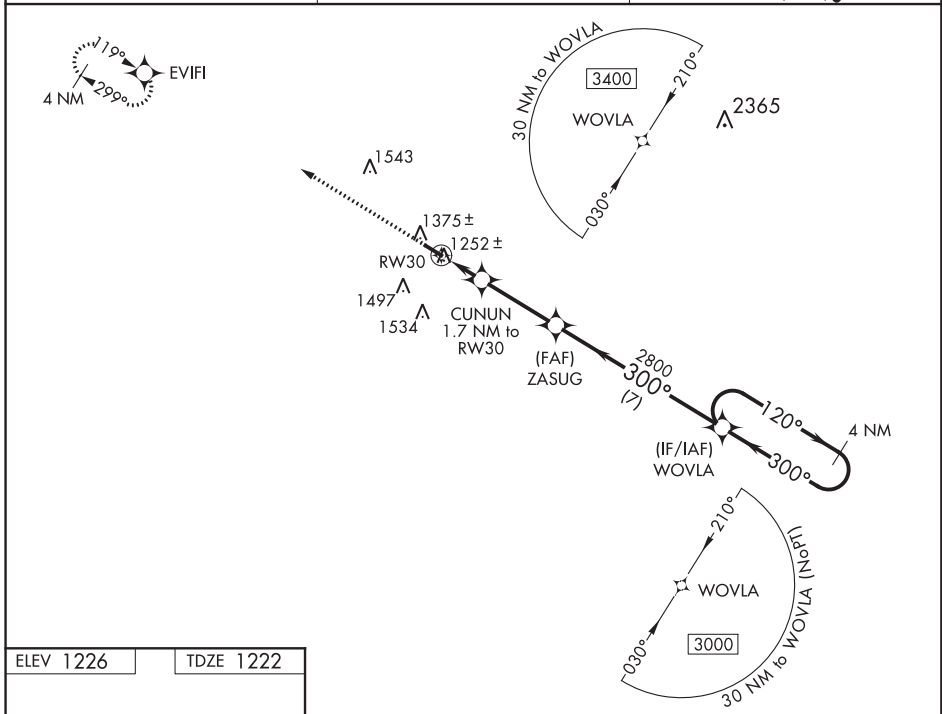 119°
EVIFI
299°
4 NM
30 NM to WOVLA
3400
210°
WOVLA
030°
2365
1543
1375 ±
1252 ±
RW30
1497
1534
CUNUN
1.7 NM to
RW30
(FAF)
ZASUG
2800
300°
(7)
120°
4 NM
(IF/IAF)
WOVLA
300°
210°
WOVLA
030°
3000
30 NM to WOVLA (NoPT)
ELEV 1226
TDZE 1222